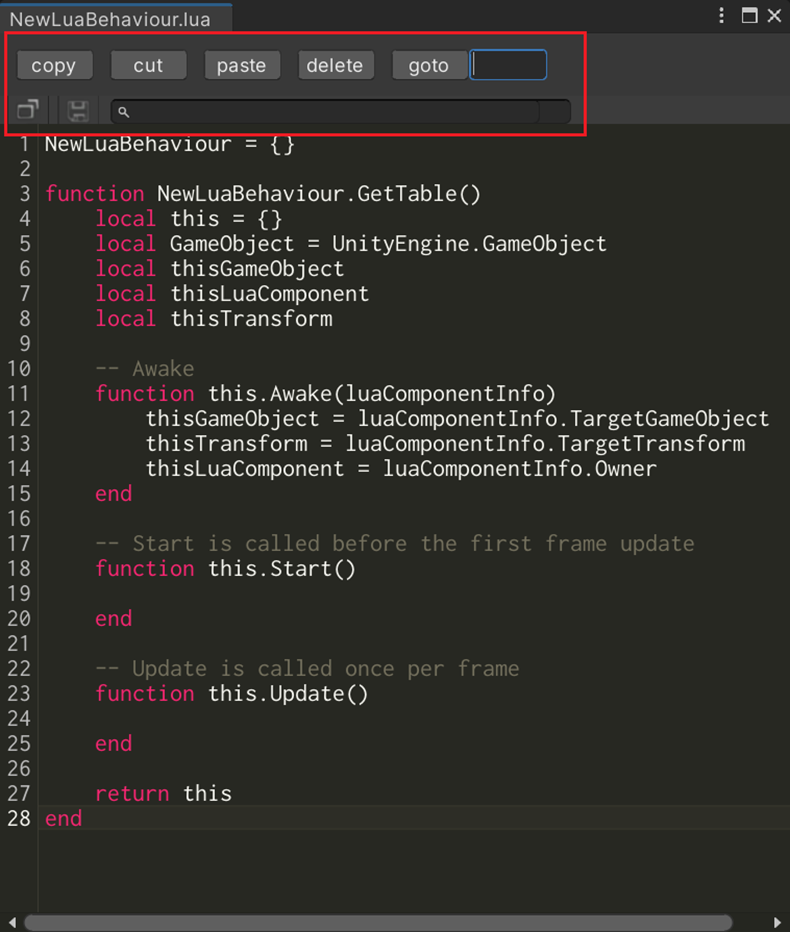 NewLuaBehaviour.lua
copy cut paste delete goto
1 NewLuaBehaviour = {}
2
3 function NewLuaBehaviour.GetTable()
4     local this = {}
5     local GameObject = UnityEngine.GameObject
6     local thisGameObject
7     local thisLuaComponent
8     local thisTransform
9
10     -- Awake
11     function this.Awake(luaComponentInfo)
12         thisGameObject = luaComponentInfo.TargetGameObject
13         thisTransform = luaComponentInfo.TargetTransform
14         thisLuaComponent = luaComponentInfo.Owner
15     end
16
17     -- Start is called before the first frame update
18     function this.Start()
19
20     end
21
22     -- Update is called once per frame
23     function this.Update()
24
25     end
26
27     return this
28 end